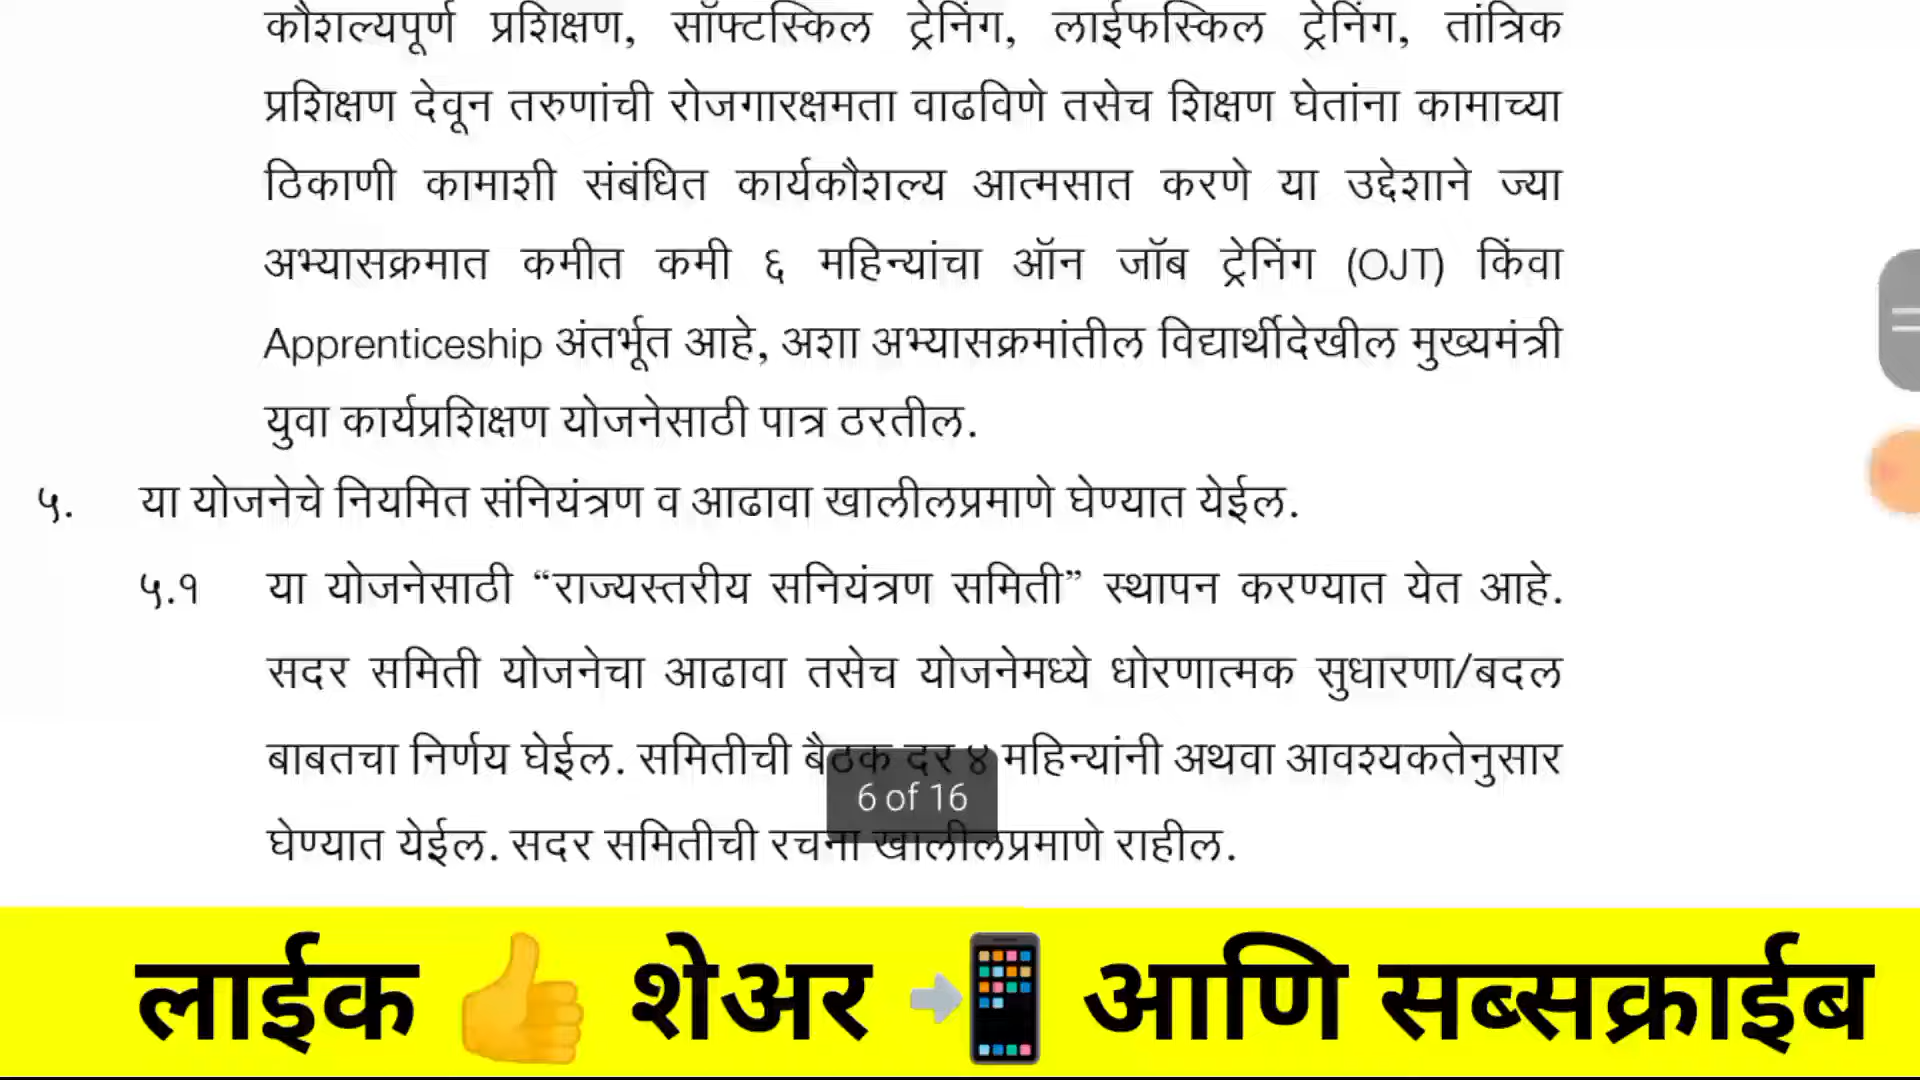 कौशल्यपूर्ण प्रशिक्षण, सॉफ्टस्किल ट्रेनिंग, लाईफस्किल ट्रेनिंग, तांत्रिक
प्रशिक्षण देवून तरुणांची रोजगारक्षमता वाढविणे तसेच शिक्षण घेतांना कामाच्या
ठिकाणी कामाशी संबंधित कार्यकौशल्य आत्मसात करणे या उद्देशाने ज्या
अभ्यासक्रमात कमीत कमी ६ महिन्यांचा ऑन जॉब ट्रेनिंग (OJT) किंवा
Apprenticeship अंतर्भूत आहे, अशा अभ्यासक्रमांतील विद्यार्थीदेखील मुख्यमंत्री
युवा कार्यप्रशिक्षण योजनेसाठी पात्र ठरतील.
५. या योजनेचे नियमित संनियंत्रण व आढावा खालीलप्रमाणे घेण्यात येईल.
५.१ या योजनेसाठी “राज्यस्तरीय सनियंत्रण समिती” स्थापन करण्यात येत आहे.
सदर समिती योजनेचा आढावा तसेच योजनेमध्ये धोरणात्मक सुधारणा/बदल
बाबतचा निर्णय घेईल. समितीची बैठक दर ४ महिन्यांनी अथवा आवश्यकतेनुसार
6 of 16
घेण्यात येईल. सदर समितीची रचना खालीलप्रमाणे राहील.
लाईक शेअर आणि सब्सक्राईब